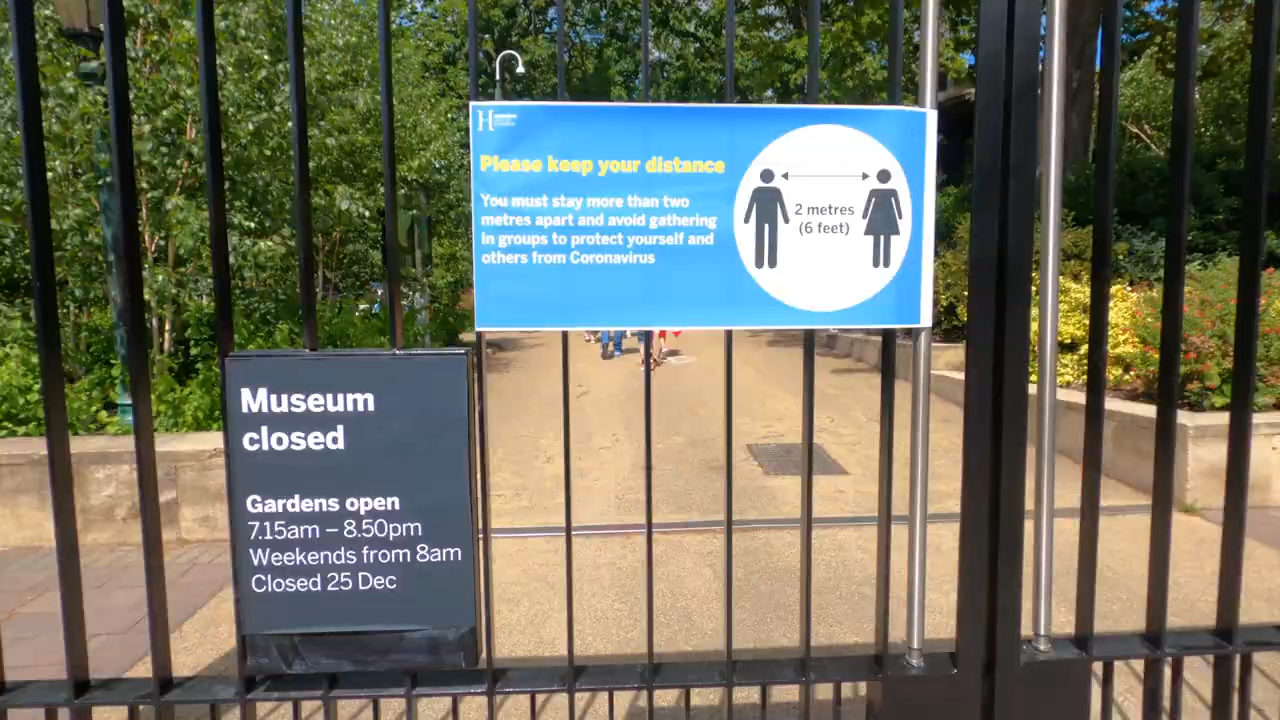 H
Please keep your distance
You must stay more than two
metres apart and avoid gathering
in groups to protect yourself and
others from Coronavirus
2 metres
(6 feet)
Museum
closed
Gardens open
7.15am – 8.50pm
Weekends from 8am
Closed 25 Dec